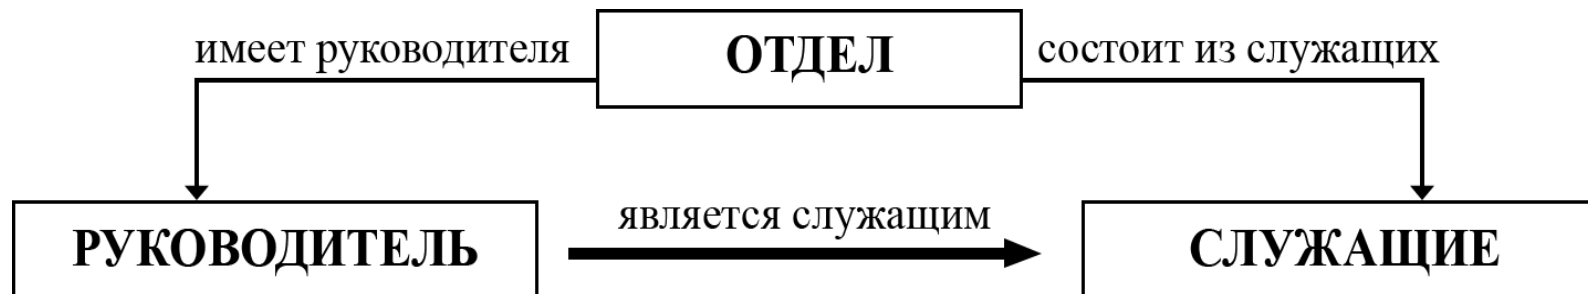 имеет руководителя
ОТДЕЛ
состоит из служащих
РУКОВОДИТЕЛЬ
является служащим
СЛУЖАЩИЕ